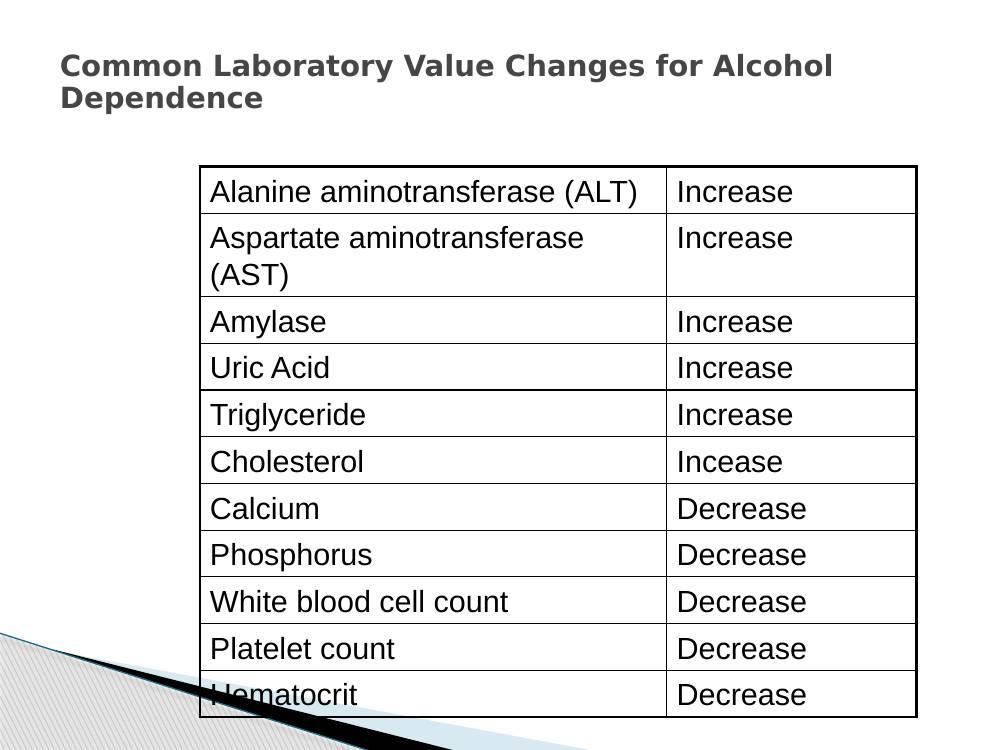 Common Laboratory Value Changes for Alcohol
Dependence
Alanine aminotransferase (ALT) Increase
Aspartate aminotransferase Increase
(AST)
Amylase Increase
Uric Acid Increase
Triglyceride Increase
Cholesterol Incease
Calcium Decrease
Phosphorus Decrease
White blood cell count Decrease
Platelet count Decrease
Hematocrit Decrease